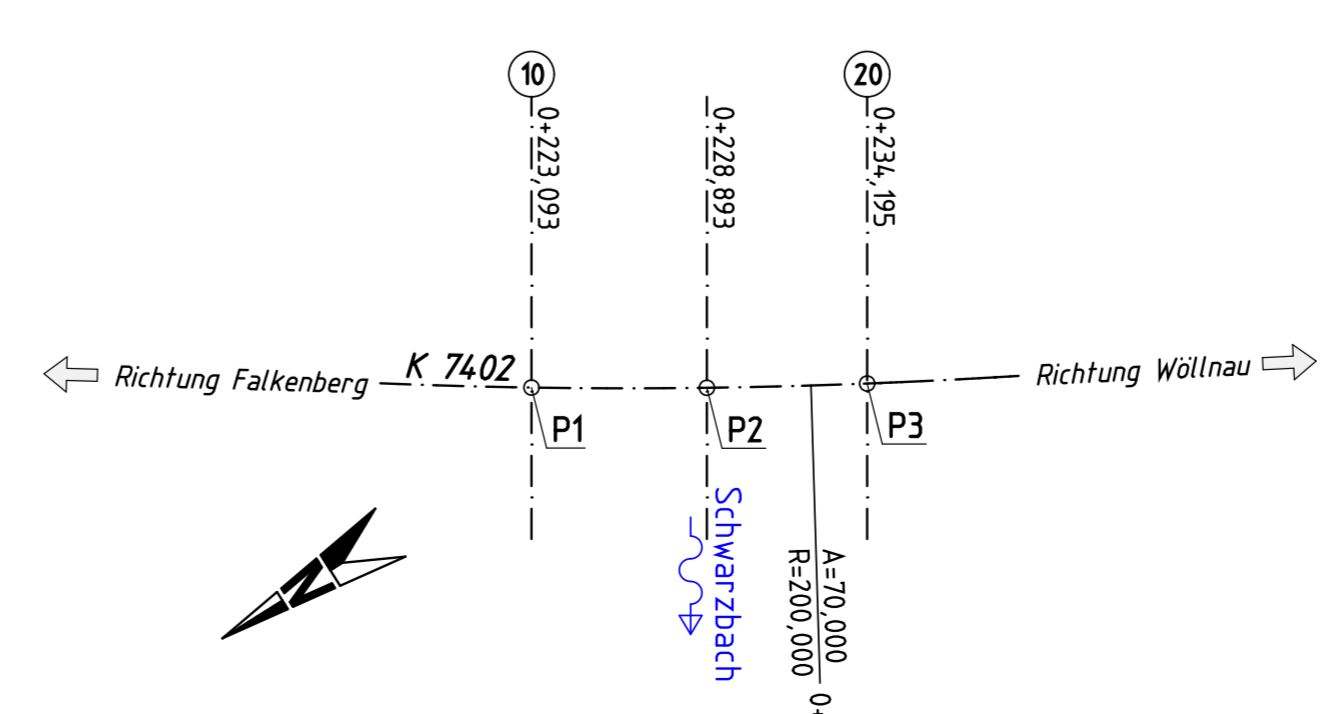 10
20
0+223,093
0+228,893
0+234,195
Richtung Falkenberg
K 7402
Richtung Wöllnau
P1
P2
P3
N
Schwarzbach
A=70,000
R=200,000
0+